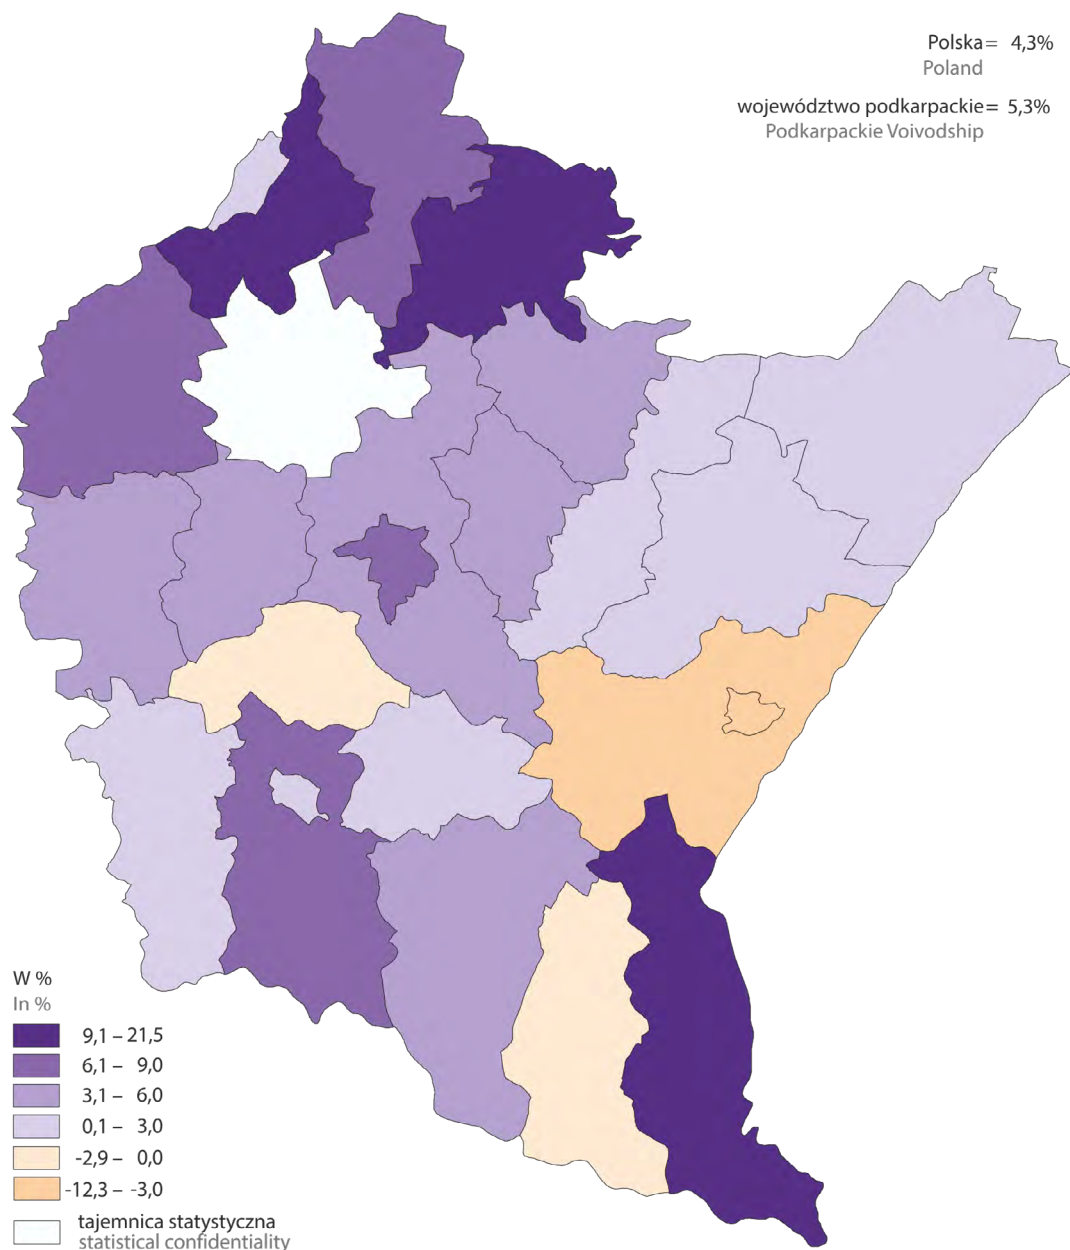 Polska = 4,3%
Poland
województwo podkarpackie = 5,3%
Podkarpackie Voivodship
W %
In %
9,1 – 21,5
6,1 – 9,0
3,1 – 6,0
0,1 – 3,0
-2,9 – 0,0
-12,3 – -3,0
tajemnica statystyczna
statistical confidentiality